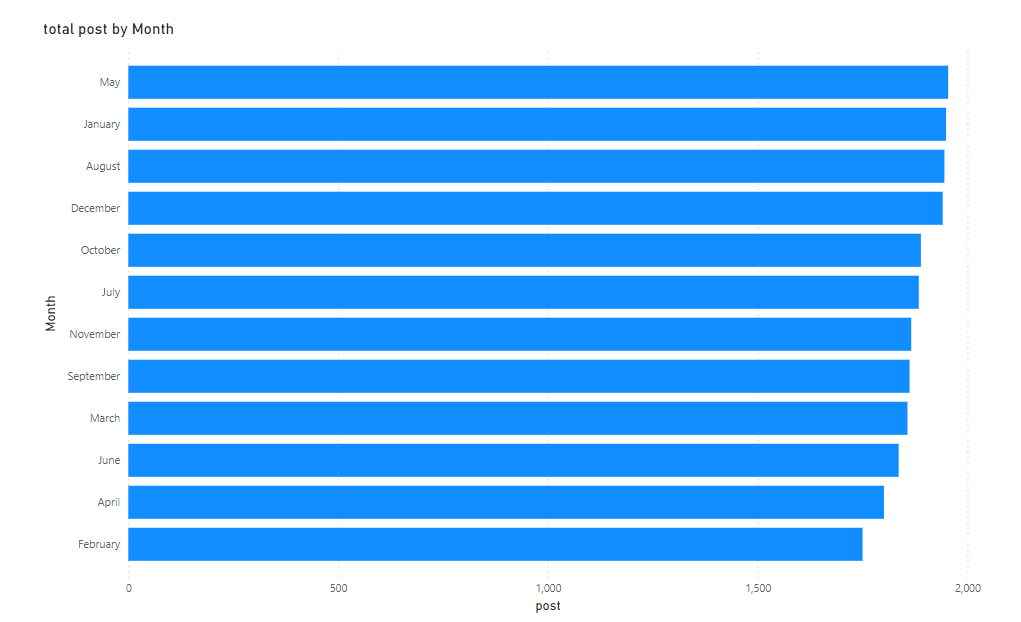 total post by Month
Month
May
January
August
December
October
July
November
September
March
June
April
February
0
500
1,000
1,500
2,000
post